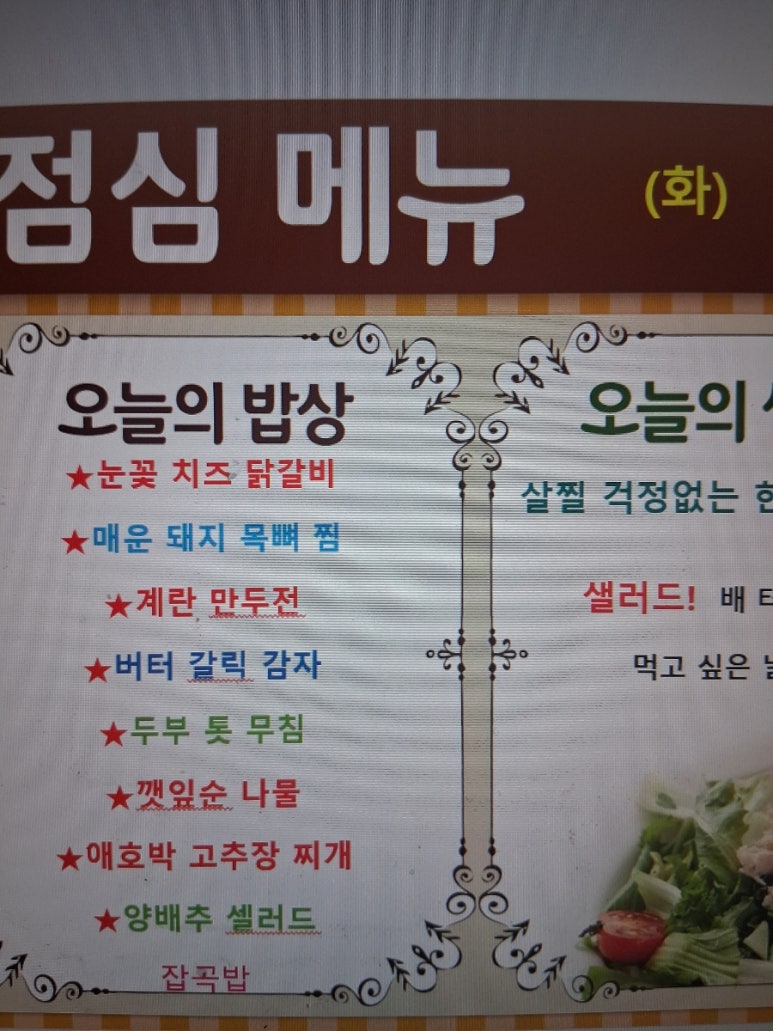 점심 메뉴 (화)
오늘의 밥상
★눈꽃 치즈 닭갈비
★매운 돼지 목뼈 찜
★계란 만두전
★버터 갈릭 감자
★두부 톳 무침
★깻잎순 나물
★애호박 고추장 찌개
★양배추 셀러드
잡곡밥
오늘의
살찔 걱정없는
샐러드! 배
먹고 싶은